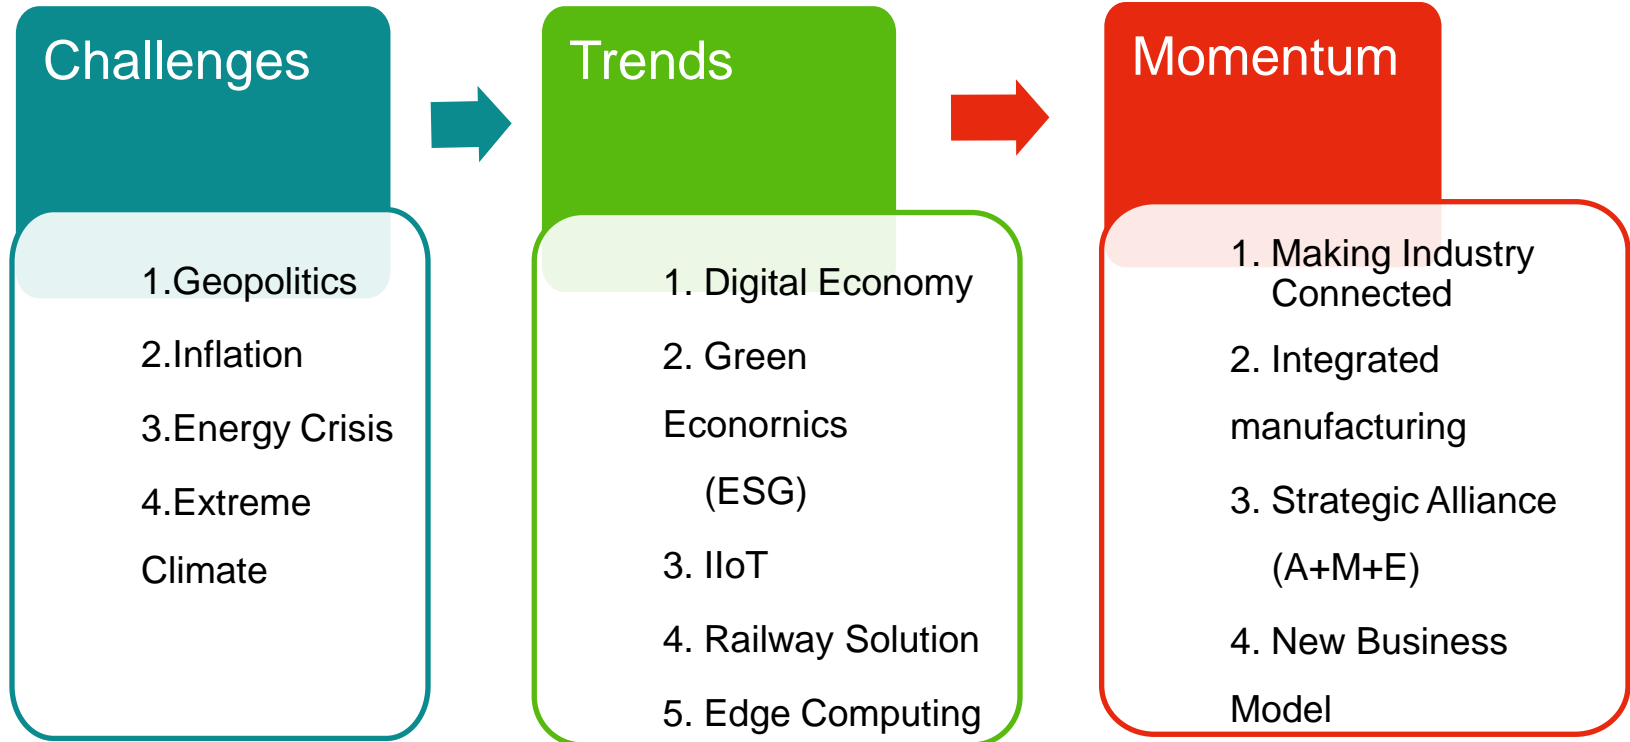 Challenges
1.Geopolitics
2.Inflation
3.Energy Crisis
4.Extreme
Climate
Trends
1. Digital Economy
2. Green
Econornics
(ESG)
3. IIoT
4. Railway Solution
5. Edge Computing
Momentum
1. Making Industry
Connected
2. Integrated
manufacturing
3. Strategic Alliance
(A+M+E)
4. New Business
Model